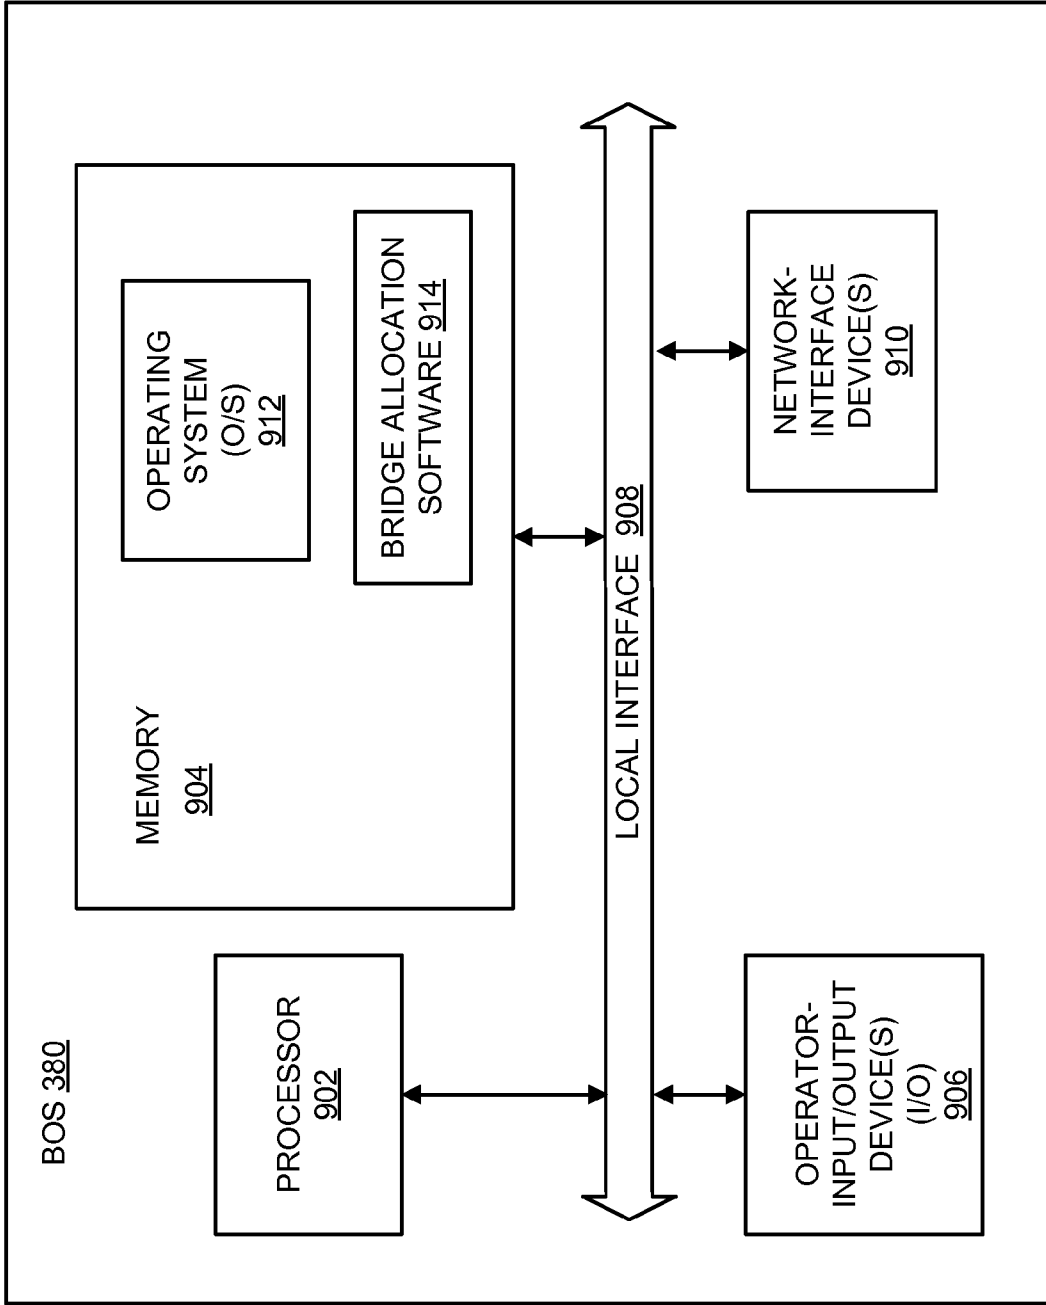 BOS 380
PROCESSOR
902
MEMORY
904
OPERATING
SYSTEM
(O/S)
912
BRIDGE ALLOCATION
SOFTWARE 914
LOCAL INTERFACE 908
OPERATOR-
INPUT/OUTPUT
DEVICE(S)
(I/O)
906
NETWORK-
INTERFACE
DEVICE(S)
910